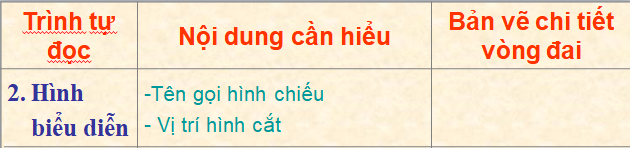 Trình tự
đọc
Nội dung cần hiểu
Bản vẽ chi tiết
vòng đai
2. Hình
biểu diễn
-Tên gọi hình chiếu
- Vị trí hình cắt